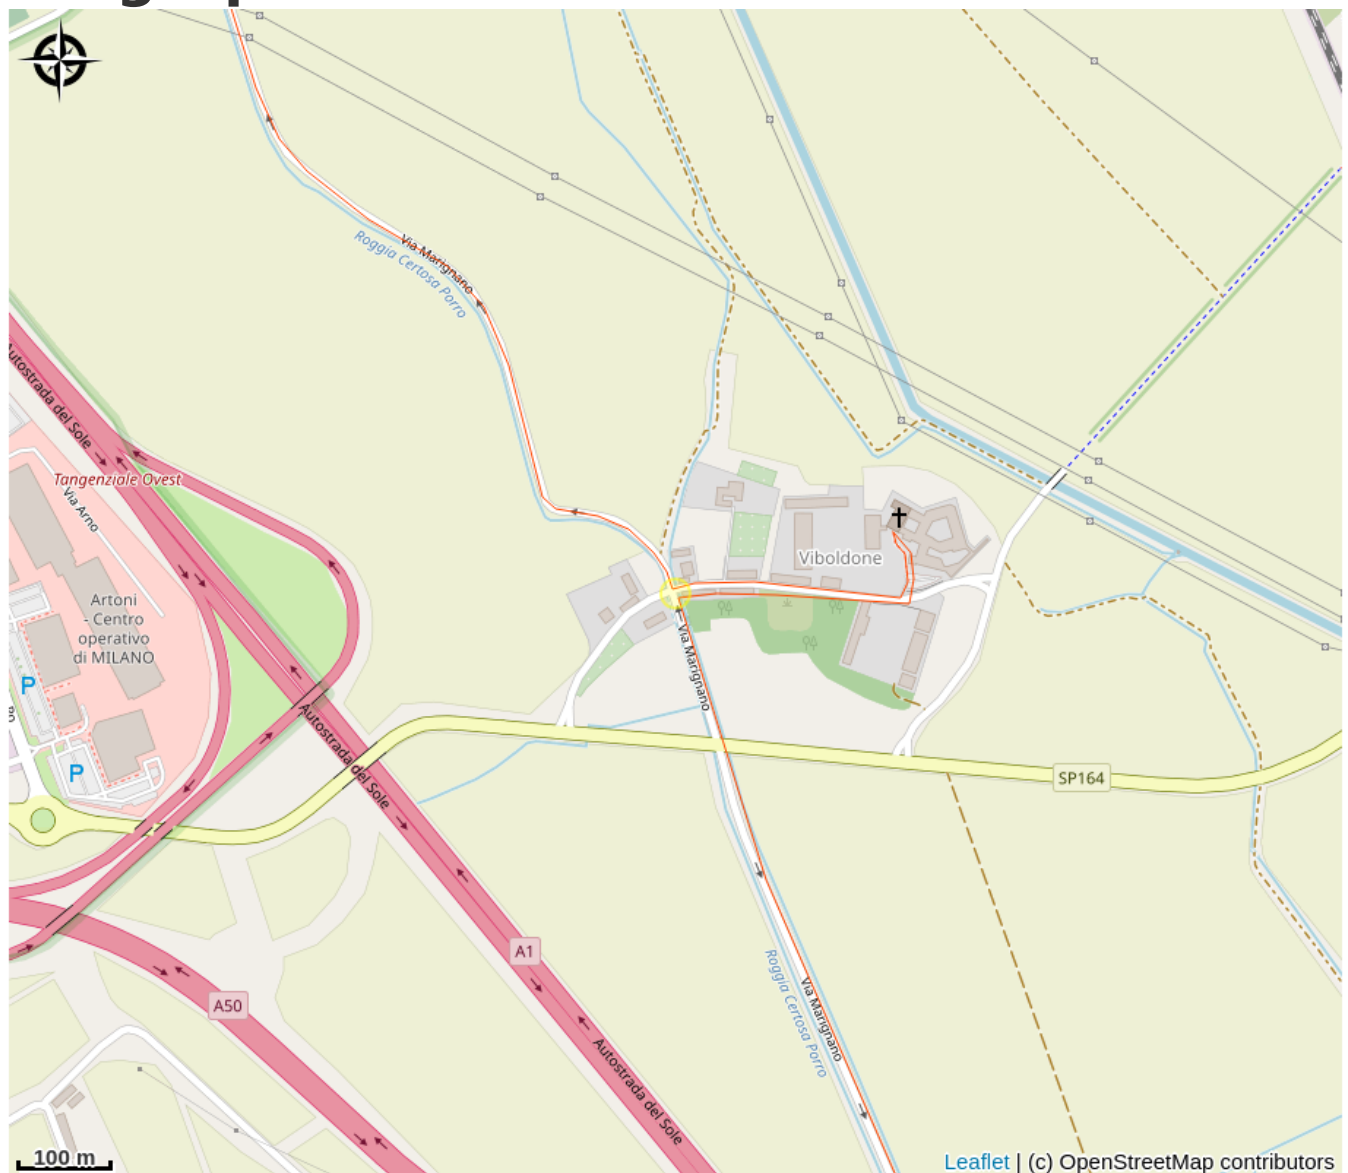 Via Marignano
Roggia Certosa Porro
Autostrada del Sole
Tangenziale Ovest
Via Arno
Viboldone
Artoni
- Centro
operativo
di MILANO
P
P
Via Marignano
Autostrada del Sole
SP164
A1
A50
Roggia Certosa Porro
Via Marignano
Autostrada del Sole
100 m
Leaflet | (c) OpenStreetMap contributors